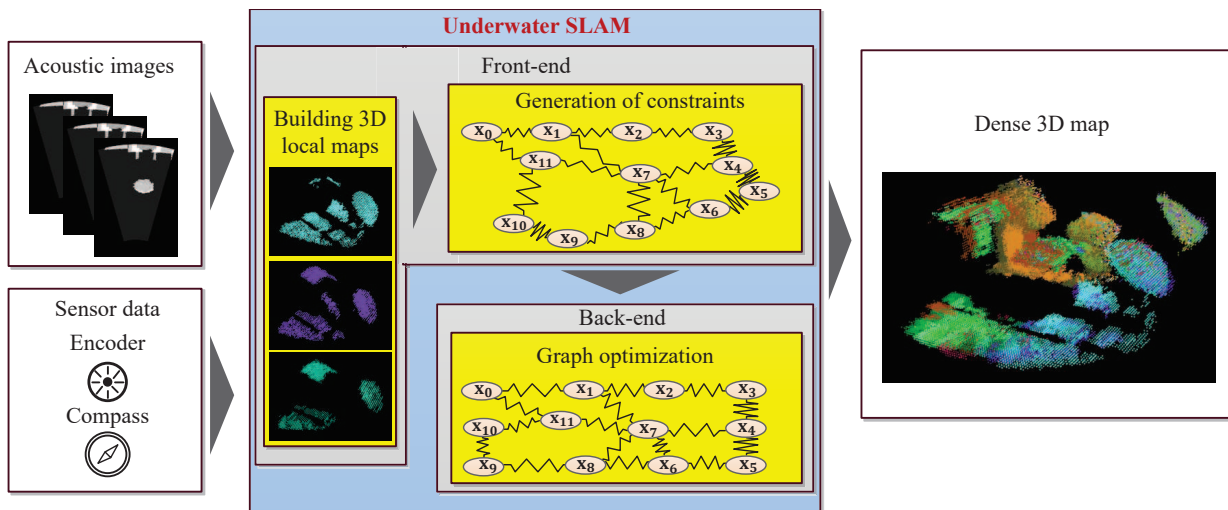 Underwater SLAM
Acoustic images
Sensor data
Encoder
Compass
Front-end
Building 3D
local maps
Generation of constraints
x0 x1 x2 x3
x11 x7 x4
x5
x10 x9 x8 x6
Back-end
Graph optimization
x0 x1 x2 x3
x10 x11 x7 x4
x9 x8 x6 x5
Dense 3D map